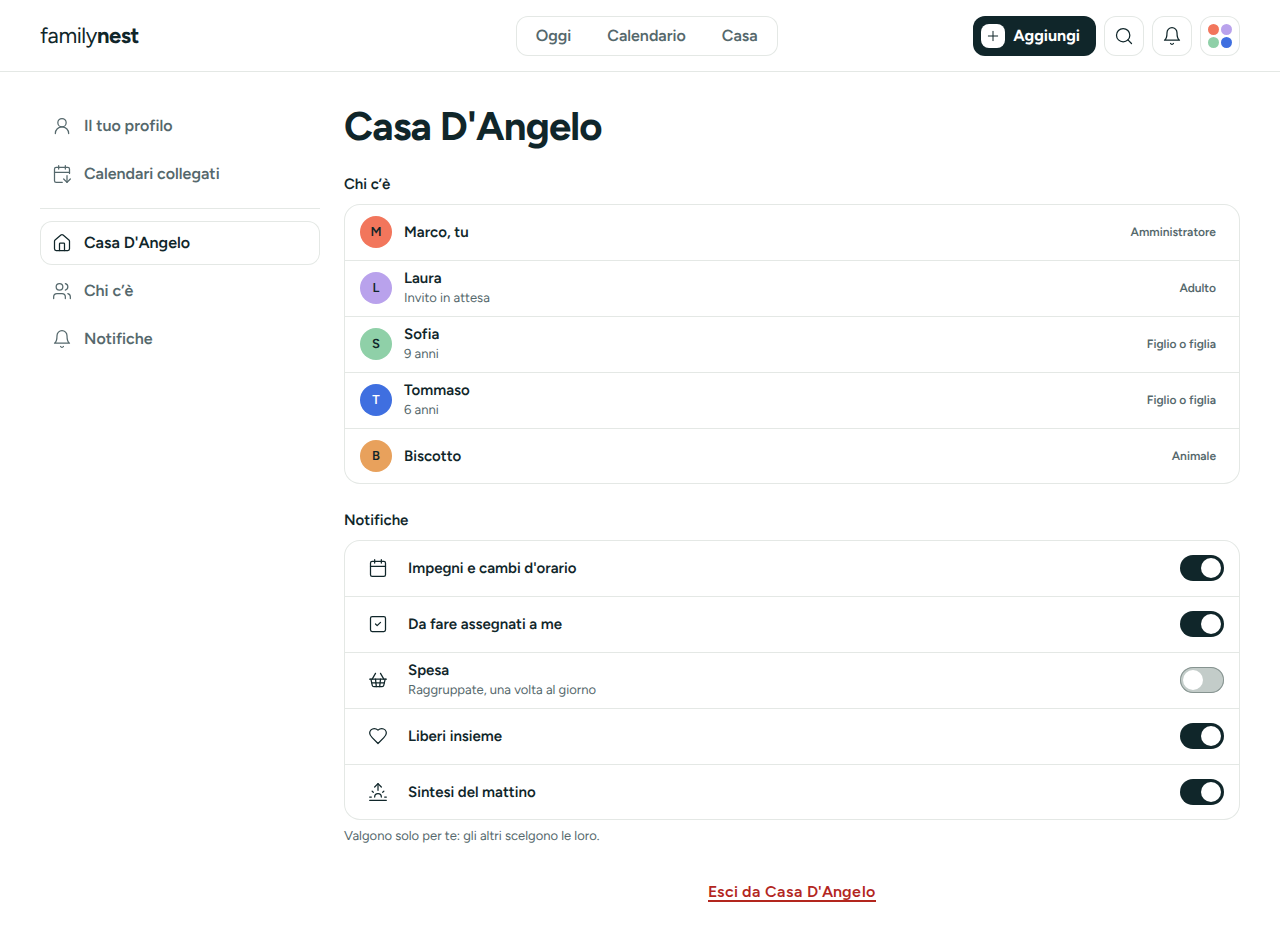 familynest
Oggi
Calendario
Casa
Aggiungi
Il tuo profilo
Calendari collegati
Casa D'Angelo
Chi c’è
Notifiche
Casa D'Angelo
Chi c’è
M
Marco, tu
Amministratore
L
Laura
Invito in attesa
Adulto
S
Sofia
9 anni
Figlio o figlia
T
Tommaso
6 anni
Figlio o figlia
B
Biscotto
Animale
Notifiche
Impegni e cambi d'orario
Da fare assegnati a me
Spesa
Raggruppate, una volta al giorno
Liberi insieme
Sintesi del mattino
Valgono solo per te: gli altri scelgono le loro.
Esci da Casa D'Angelo